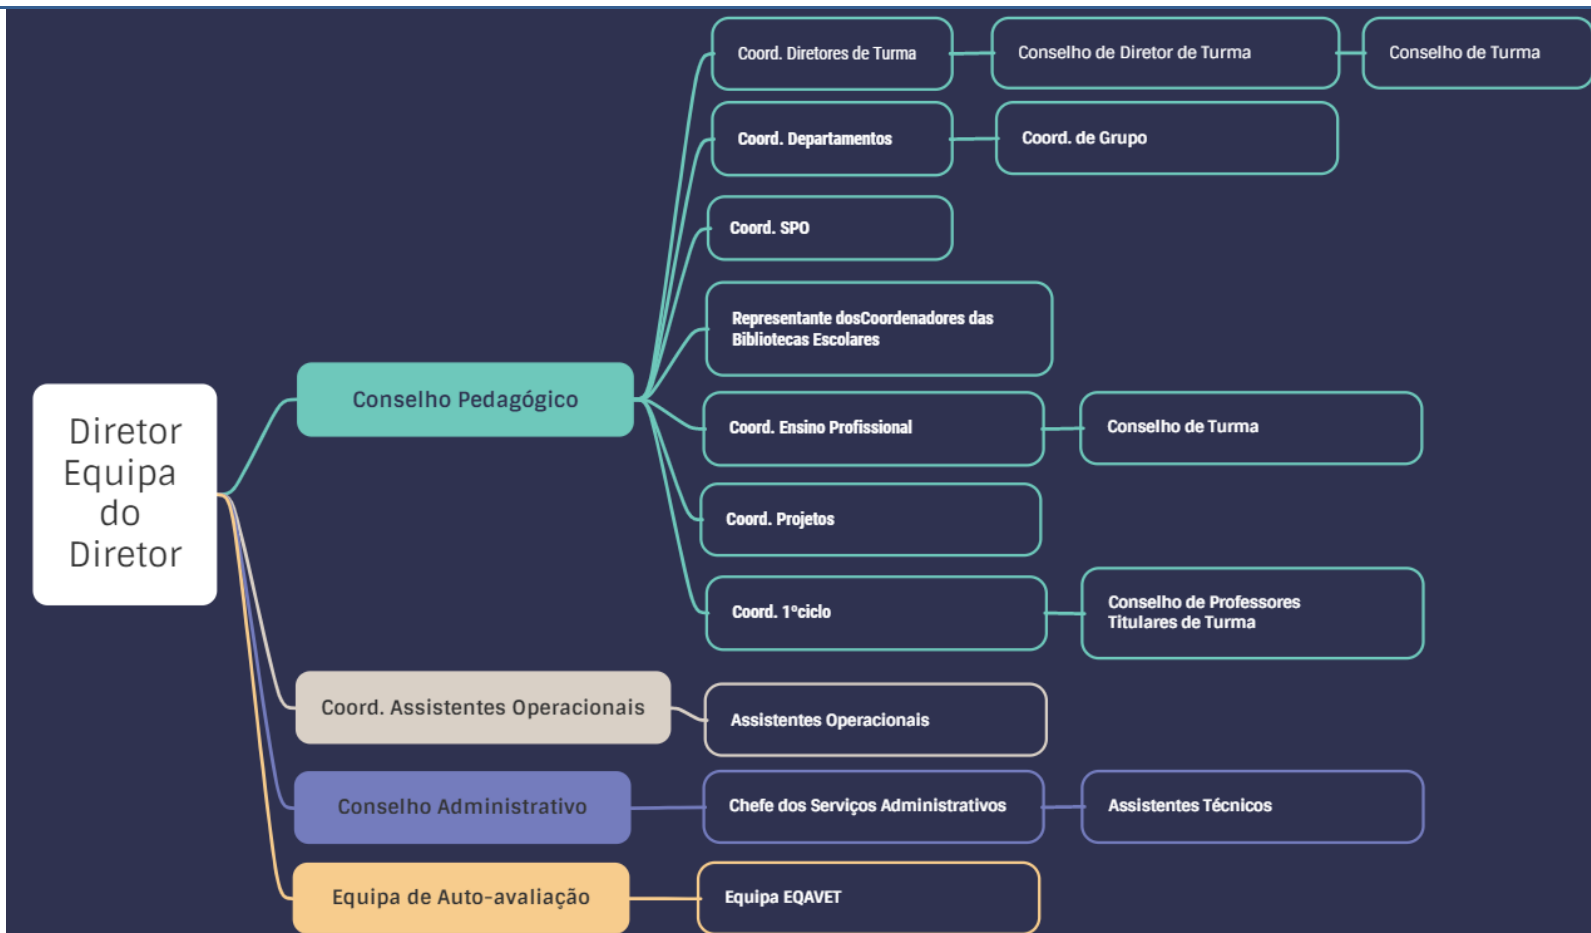 Diretor
Equipa
do
Diretor
Conselho Pedagógico
Coord. Diretores de Turma
Conselho de Diretor de Turma
Conselho de Turma
Coord. Departamentos
Coord. de Grupo
Coord. SPO
Representante dosCoordenadores das
Bibliotecas Escolares
Coord. Ensino Profissional
Conselho de Turma
Coord. Projetos
Coord. 1ºciclo
Conselho de Professores
Titulares de Turma
Coord. Assistentes Operacionais
Assistentes Operacionais
Conselho Administrativo
Chefe dos Serviços Administrativos
Assistentes Técnicos
Equipa de Auto-avaliação
Equipa EQAVET